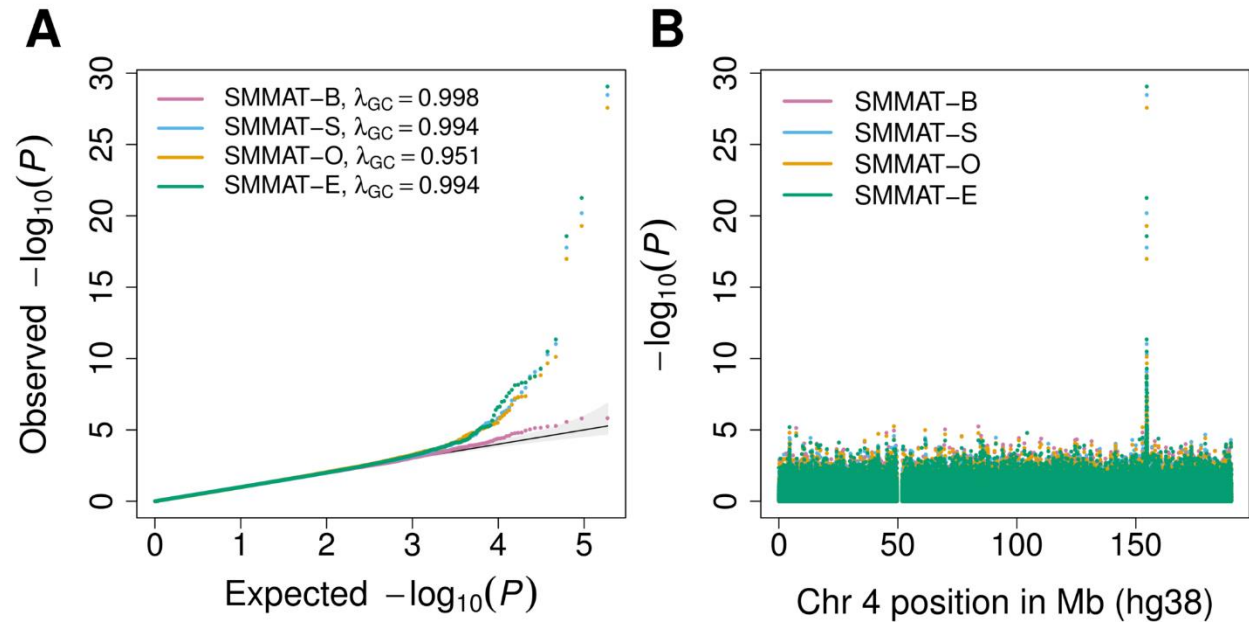 A
Observed −log10(P)
30
25
20
15
10
5
0
SMMAT−B, λGC = 0.998
SMMAT−S, λGC = 0.994
SMMAT−O, λGC = 0.951
SMMAT−E, λGC = 0.994
0 1 2 3 4 5
Expected −log10(P)
B
−log10(P)
30
25
20
15
10
5
0
SMMAT−B
SMMAT−S
SMMAT−O
SMMAT−E
0 50 100 150
Chr 4 position in Mb (hg38)